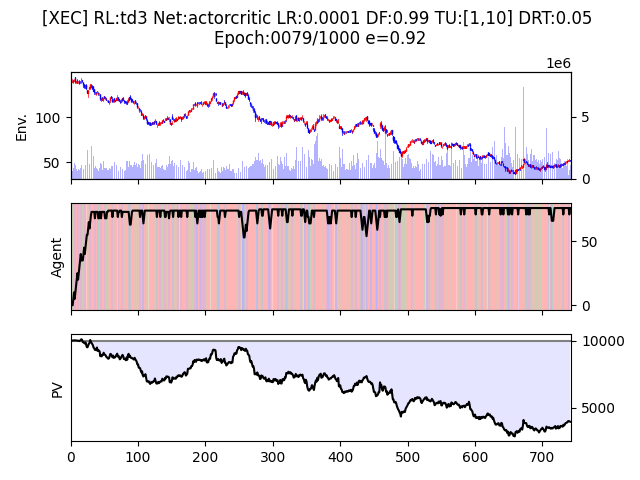 [XEC] RL:td3 Net:actorcritic LR:0.0001 DF:0.99 TU:[1,10] DRT:0.05
Epoch:0079/1000 e=0.92
1e6
Env.
100
50
5
0
Agent
50
0
PV
10000
5000
0 100 200 300 400 500 600 700